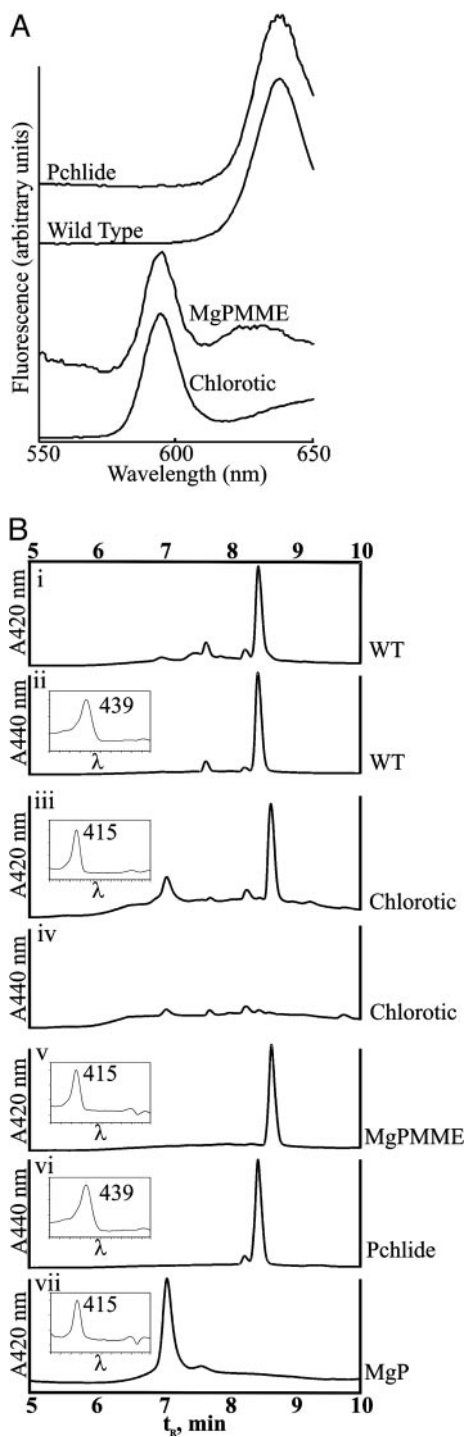 A
Fluorescence (arbitrary units)
Pchlide
Wild Type
MgPMME
Chlorotic
550 600 650
Wavelength (nm)
B
5 6 7 8 9 10
i
A420 nm
WT
ii
A440 nm
439
λ
WT
iii
A420 nm
415
λ
Chlorotic
iv
A440 nm
Chlorotic
v
A420 nm
415
λ
MgPMME
vi
A440 nm
439
λ
Pchlide
vii
A420 nm
415
λ
MgP
5 6 7 8 9 10
tR, min